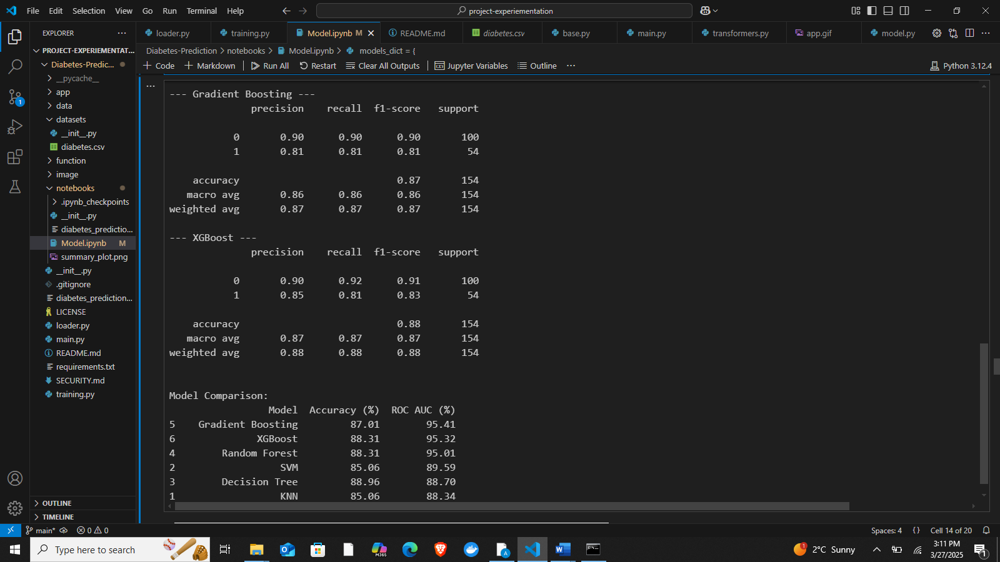 File Edit Selection View Go Run Terminal Help
project-experiementation
EXPLORER
loader.py training.py Model.ipynb M README.md diabetes.csv base.py main.py transformers.py app.gif model.py
PROJECT-EXPERIEMENTAT...
Diabetes-Prediction > notebooks > Model.ipynb > models_dict = {
Diabetes-Predic...
Code Markdown Run All Restart Clear All Outputs Jupyter Variables Outline Python 3.12.4
__pycache__
app
data
datasets
__init__.py
diabetes.csv
function
image
notebooks
.ipynb_checkpoints
__init__.py
diabetes_predictio...
Model.ipynb M
summary_plot.png
__init__.py
.gitignore
diabetes_prediction...
LICENSE
loader.py
main.py
README.md
requirements.txt
SECURITY.md
training.py
OUTLINE
TIMELINE
--- Gradient Boosting ---
precision recall f1-score support
0 0.90 0.90 0.90 100
1 0.81 0.81 0.81 54
accuracy 0.87 154
macro avg 0.86 0.86 0.86 154
weighted avg 0.87 0.87 0.87 154
--- XGBoost ---
precision recall f1-score support
0 0.90 0.92 0.91 100
1 0.85 0.81 0.83 54
accuracy 0.88 154
macro avg 0.87 0.87 0.87 154
weighted avg 0.88 0.88 0.88 154
Model Comparison:
Model Accuracy (%) ROC AUC (%)
5 Gradient Boosting 87.01 95.41
6 XGBoost 88.31 95.32
4 Random Forest 88.31 95.01
2 SVM 85.06 89.59
3 Decision Tree 88.96 88.70
1 KNN 85.06 88.34
main* 0 0 Spaces: 4 {} Cell 14 of 20
Type here to search
M365
1
2°C Sunny
3:11 PM
3/27/2025
1